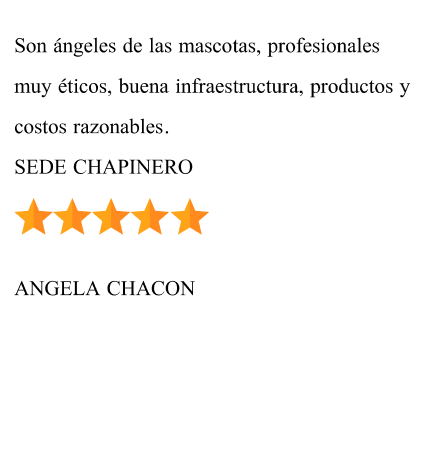 Son ángeles de las mascotas, profesionales
muy éticos, buena infraestructura, productos y
costos razonables.
SEDE CHAPINERO
ANGELA CHACON